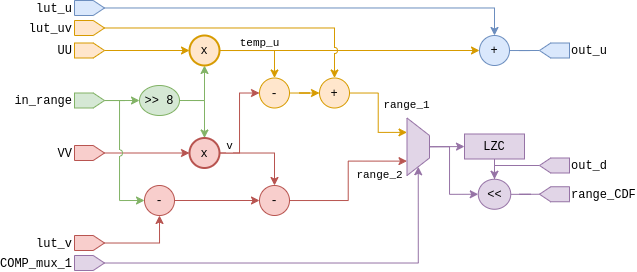 lut_u
lut_uv
UU
x
temp_u
+
out_u
in_range
>> 8
-
+
range_1
VV
x
v
LZC
range_2
out_d
-
-
<<
range_CDF
lut_v
COMP_mux_1